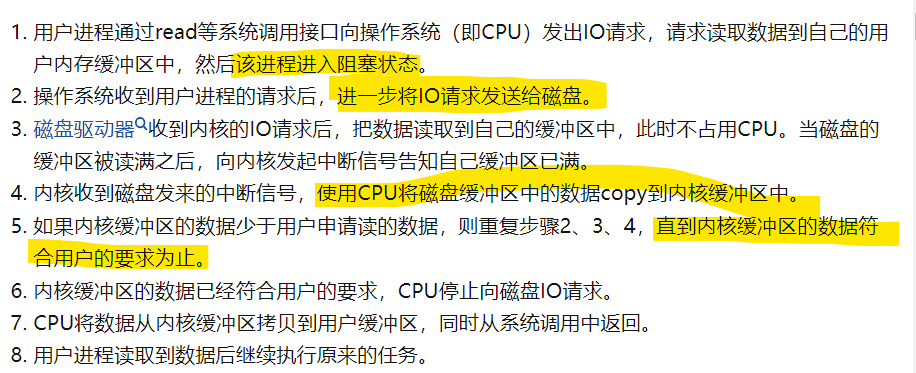 1. 用户进程通过read等系统调用接口向操作系统（即CPU）发出IO请求，请求读取数据到自己的用
户内存缓冲区中，然后该进程进入阻塞状态。
2. 操作系统收到用户进程的请求后，进一步将IO请求发送给磁盘。
3. 磁盘驱动器收到内核的IO请求后，把数据读取到自己的缓冲区中，此时不占用CPU。当磁盘的
缓冲区被读满之后，向内核发起中断信号告知自己缓冲区已满。
4. 内核收到磁盘发来的中断信号，使用CPU将磁盘缓冲区中的数据copy到内核缓冲区中。
5. 如果内核缓冲区的数据少于用户申请读的数据，则重复步骤2、3、4，直到内核缓冲区的数据符
合用户的要求为止。
6. 内核缓冲区的数据已经符合用户的要求，CPU停止向磁盘IO请求。
7. CPU将数据从内核缓冲区拷贝到用户缓冲区，同时从系统调用中返回。
8. 用户进程读取到数据后继续执行原来的任务。